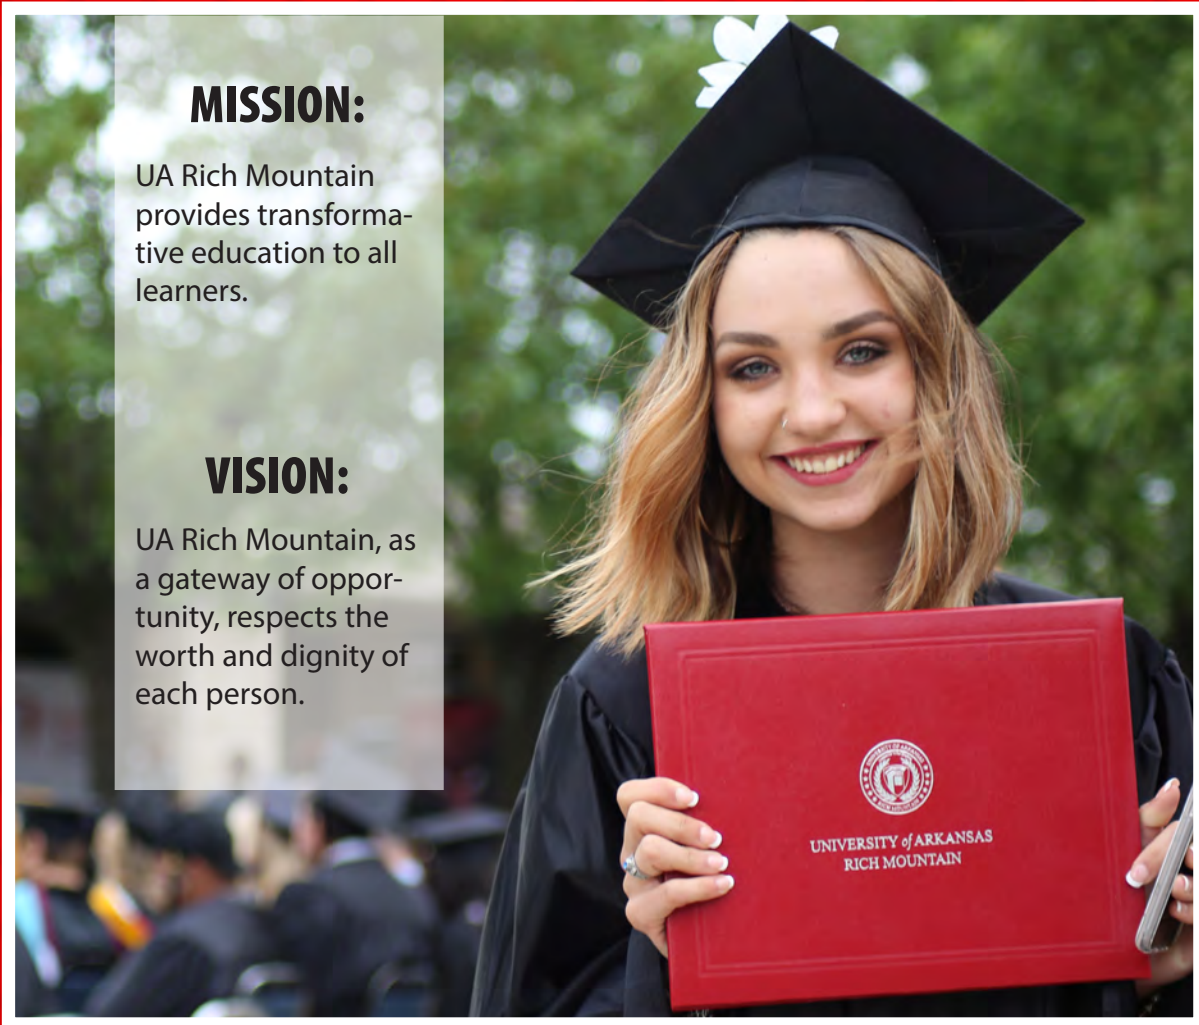 MISSION:
UA Rich Mountain
provides transforma-
tive education to all
learners.
VISION:
UA Rich Mountain, as
a gateway of oppor-
tunity, respects the
worth and dignity of
each person.
UNIVERSITY of ARKANSAS
RICH MOUNTAIN